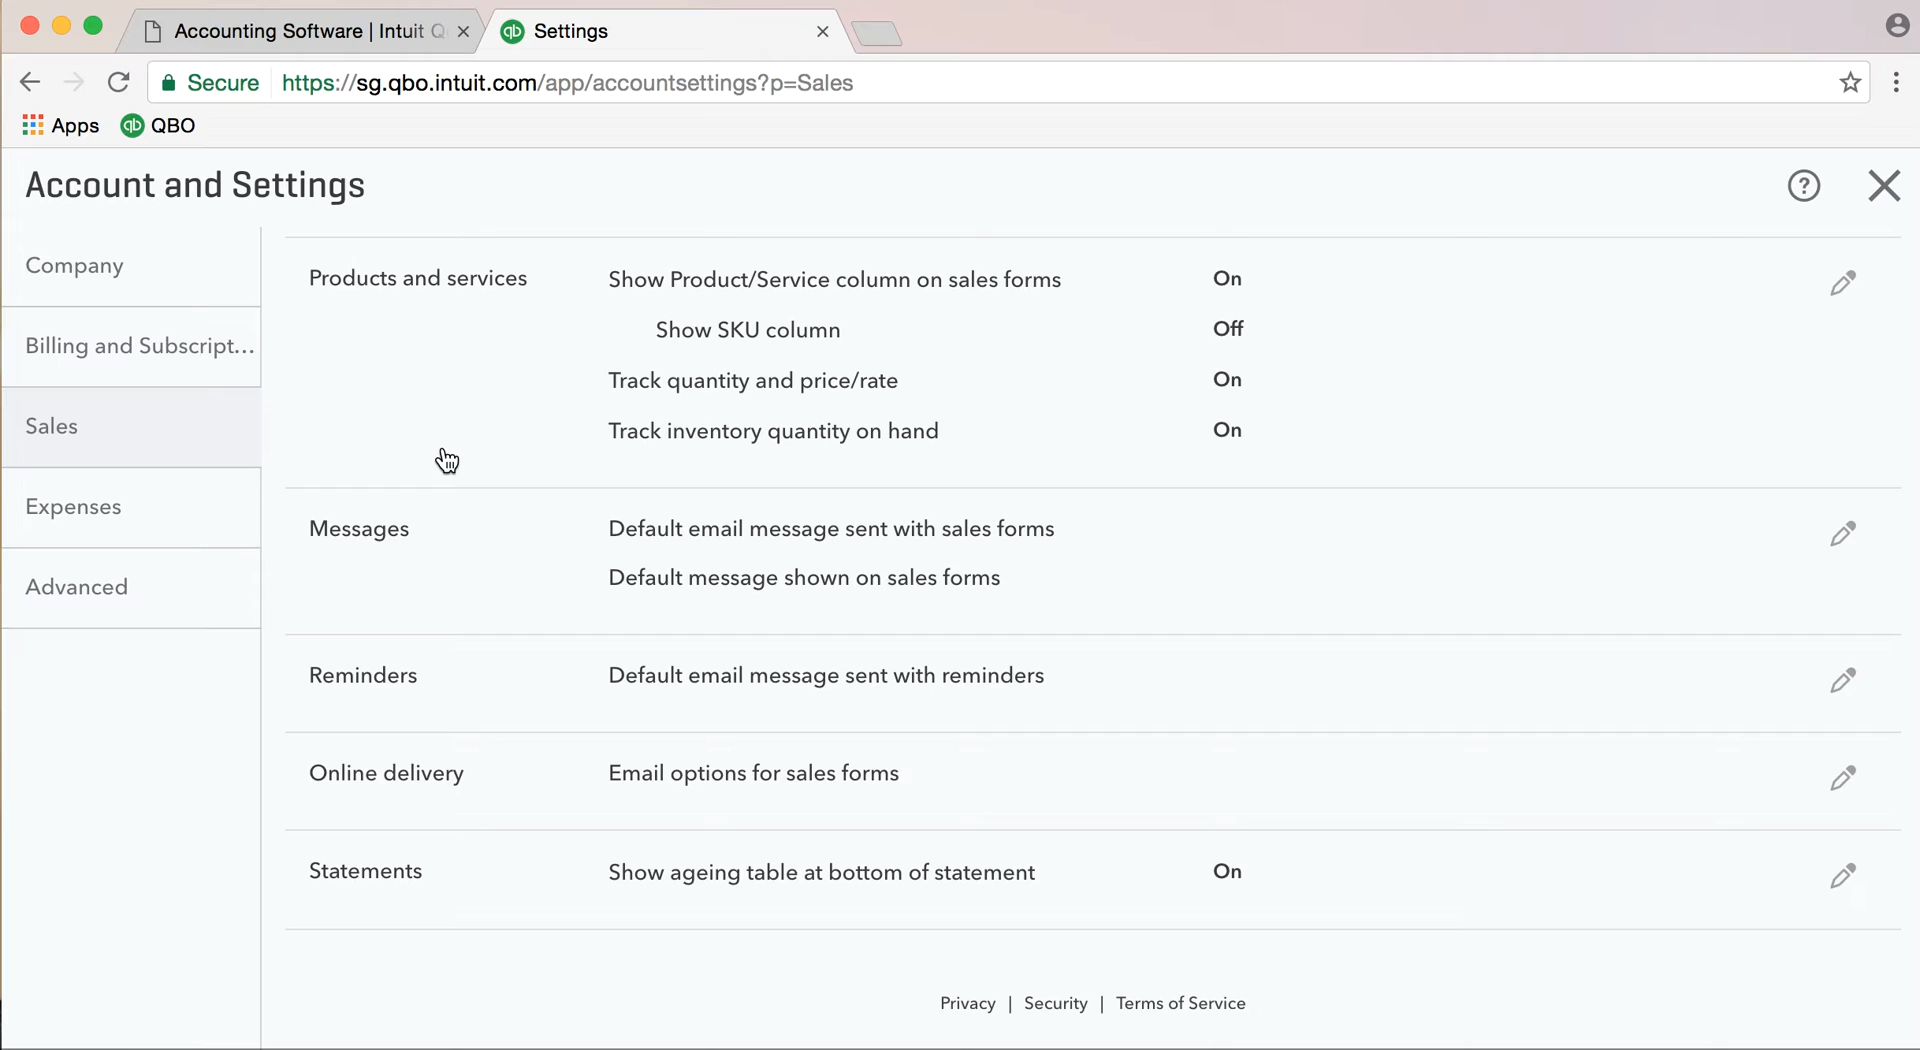 Accounting Software | Intuit Q
Settings
Secure
https://sg.qbo.intuit.com/app/accountsettings?p=Sales
Apps
qb QBO
Account and Settings
Company
Billing and Subscript...
Sales
Expenses
Advanced
Products and services
Show Product/Service column on sales forms On
Show SKU column Off
Track quantity and price/rate On
Track inventory quantity on hand On
Messages
Default email message sent with sales forms
Default message shown on sales forms
Reminders
Default email message sent with reminders
Online delivery
Email options for sales forms
Statements
Show ageing table at bottom of statement On
Privacy | Security | Terms of Service